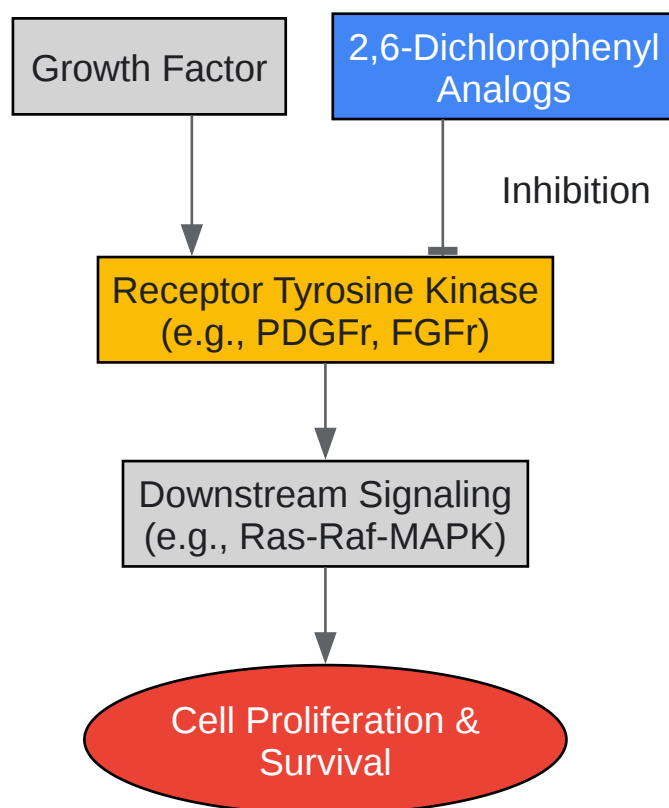 Growth Factor
2,6-Dichlorophenyl
Analogs
Inhibition
Receptor Tyrosine Kinase
(e.g., PDGFr, FGFr)
Downstream Signaling
(e.g., Ras-Raf-MAPK)
Cell Proliferation &
Survival